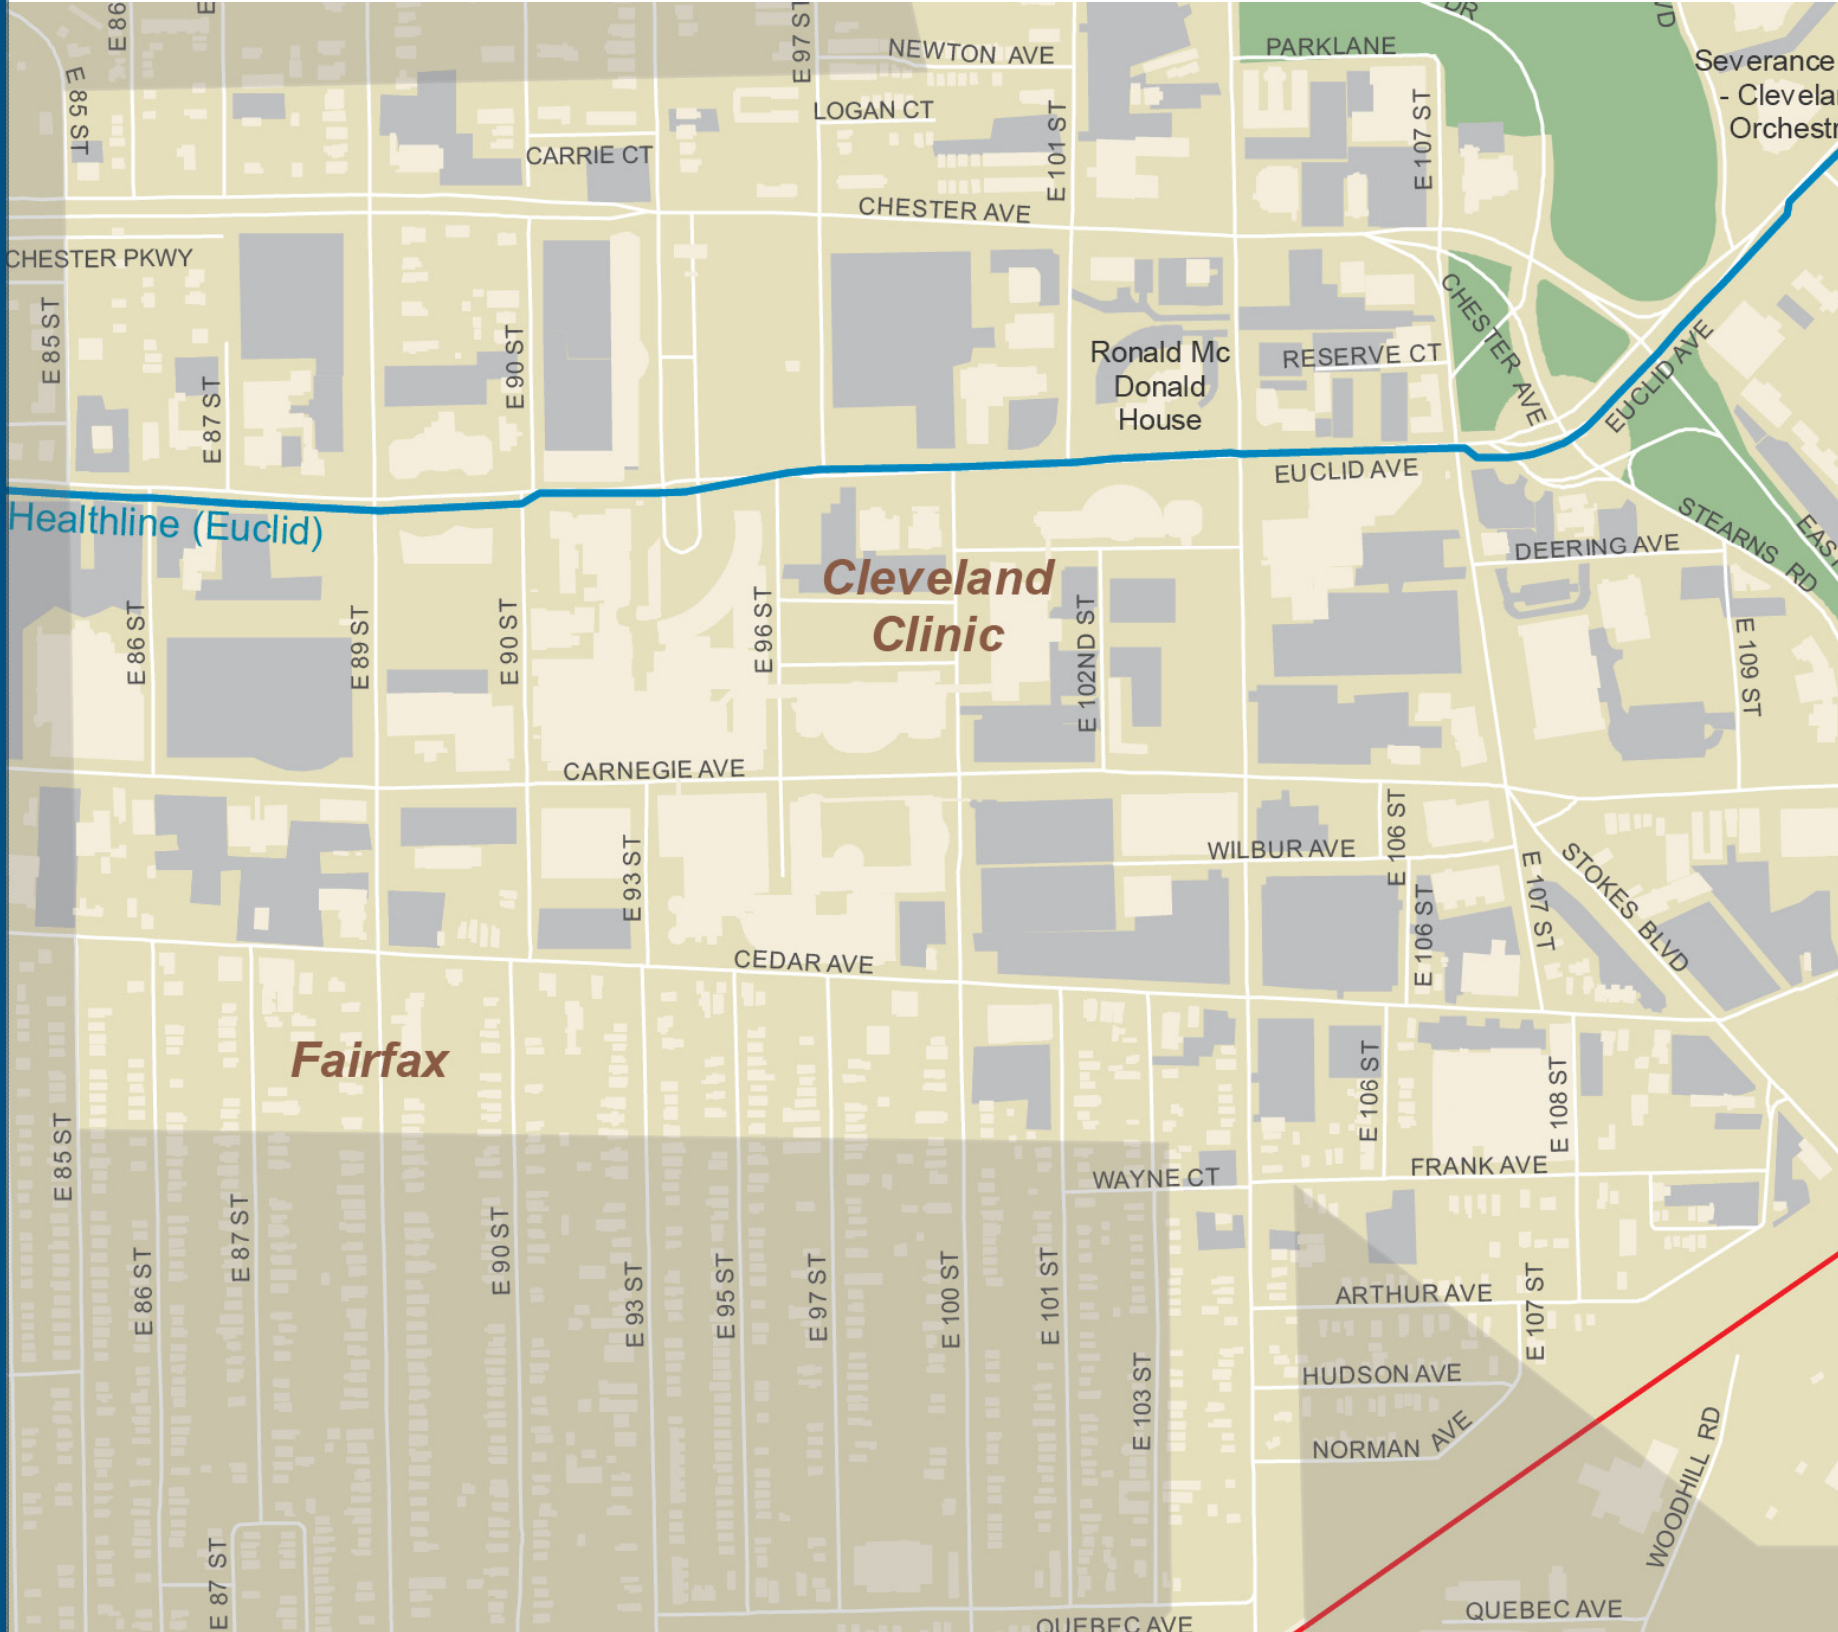 E 86
E
E 97 ST
DR
VD
NEWTON AVE
PARKLANE
Severance
- Clevelan
Orchestr
E 85 ST
LOGAN CT
E 101 ST
E 107 ST
CARRIE CT
CHESTER AVE
CHESTER PKWY
E 85 ST
E 87 ST
E 90 ST
Ronald Mc
Donald
House
RESERVE CT
CHESTER AVE
EUCLID AVE
EUCLID AVE
Healthline (Euclid)
STEARNS RD
EAST
DEERING AVE
Cleveland
Clinic
E 86 ST
E 89 ST
E 90 ST
E 96 ST
E 102ND ST
E 109 ST
CARNEGIE AVE
E 93 ST
WILBUR AVE
E 106 ST
E 106 ST
E 107 ST
STOKES BLVD
CEDAR AVE
Fairfax
E 85 ST
E 106 ST
E 108 ST
WAYNE CT
FRANK AVE
E 86 ST
E 87 ST
E 90 ST
E 93 ST
E 95 ST
E 97 ST
E 100 ST
E 101 ST
E 103 ST
ARTHUR AVE
E 107 ST
HUDSON AVE
NORMAN AVE
WOODHILL RD
E 87 ST
QUEBEC AVE
QUEBEC AVE